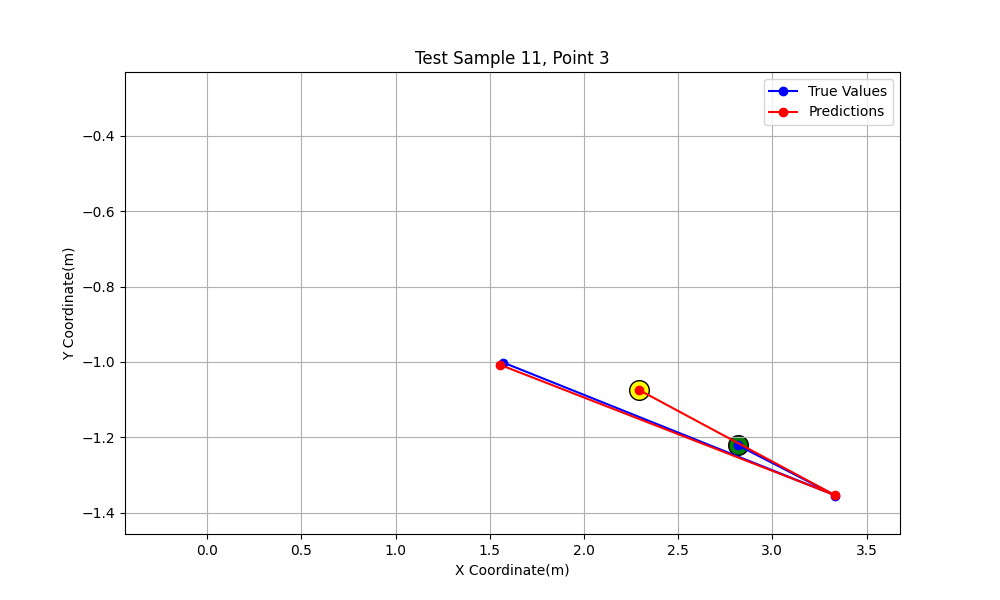 Test Sample 11, Point 3
True Values
Predictions
−0.4
−0.6
−0.8
−1.0
−1.2
−1.4
Y Coordinate(m)
0.0 0.5 1.0 1.5 2.0 2.5 3.0 3.5
X Coordinate(m)